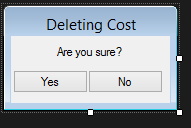 Deleting Cost
Are you sure?
Yes
No